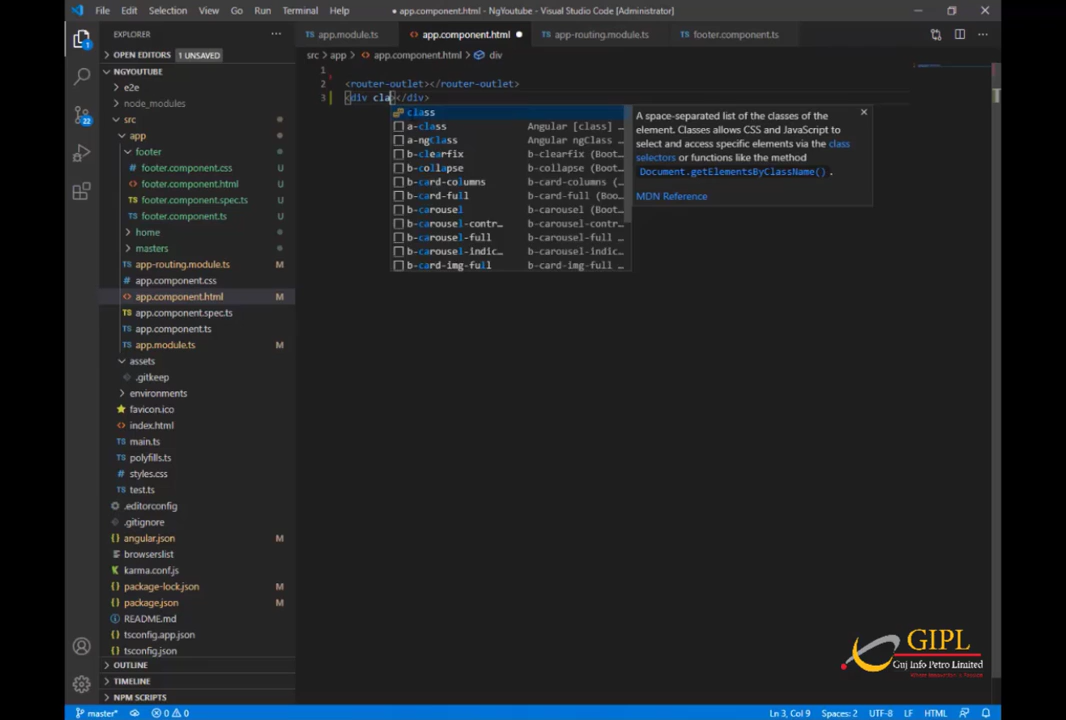 File Edit Selection View Go Run Terminal Help
● app.component.html - NgYoutube - Visual Studio Code [Administrator]
EXPLORER
OPEN EDITORS 1 UNSAVED
NGYOUTUBE
e2e
node_modules
src
app
footer
footer.component.css U
footer.component.html U
footer.component.spec.ts U
footer.component.ts U
home
masters
app-routing.module.ts M
app.component.css
app.component.html M
app.component.spec.ts
app.component.ts
app.module.ts M
assets
.gitkeep
environments
favicon.ico
index.html
main.ts
polyfills.ts
styles.css
test.ts
.editorconfig
.gitignore
angular.json M
browserslist
karma.conf.js
package-lock.json M
package.json M
README.md
tsconfig.app.json
tsconfig.json
OUTLINE
TIMELINE
NPM SCRIPTS
1
22
app.module.ts app.component.html app-routing.module.ts footer.component.ts
src > app > app.component.html > div
1
2 <router-outlet></router-outlet>
3 <div cla></div>
class
a-class Angular [class] ...
a-ngClass Angular ngClass ...
b-clearfix b-clearfix (Boot...
b-collapse b-collapse (Boot...
b-card-columns b-card-columns (...
b-card-full b-card-full (Boo...
b-carousel b-carousel (Boot...
b-carousel-contr... b-carousel-contr...
b-carousel-full b-carousel-full ...
b-carousel-indic... b-carousel-indic...
b-card-img-full b-card-img-full ...
A space-separated list of the classes of the
element. Classes allows CSS and JavaScript to
select and access specific elements via the class
selectors or functions like the method
Document.getElementsByClassName() .
MDN Reference
GIPL
Guj Info Petro Limited
master* 0 0 Ln 3, Col 9 Spaces: 2 UTF-8 LF HTML